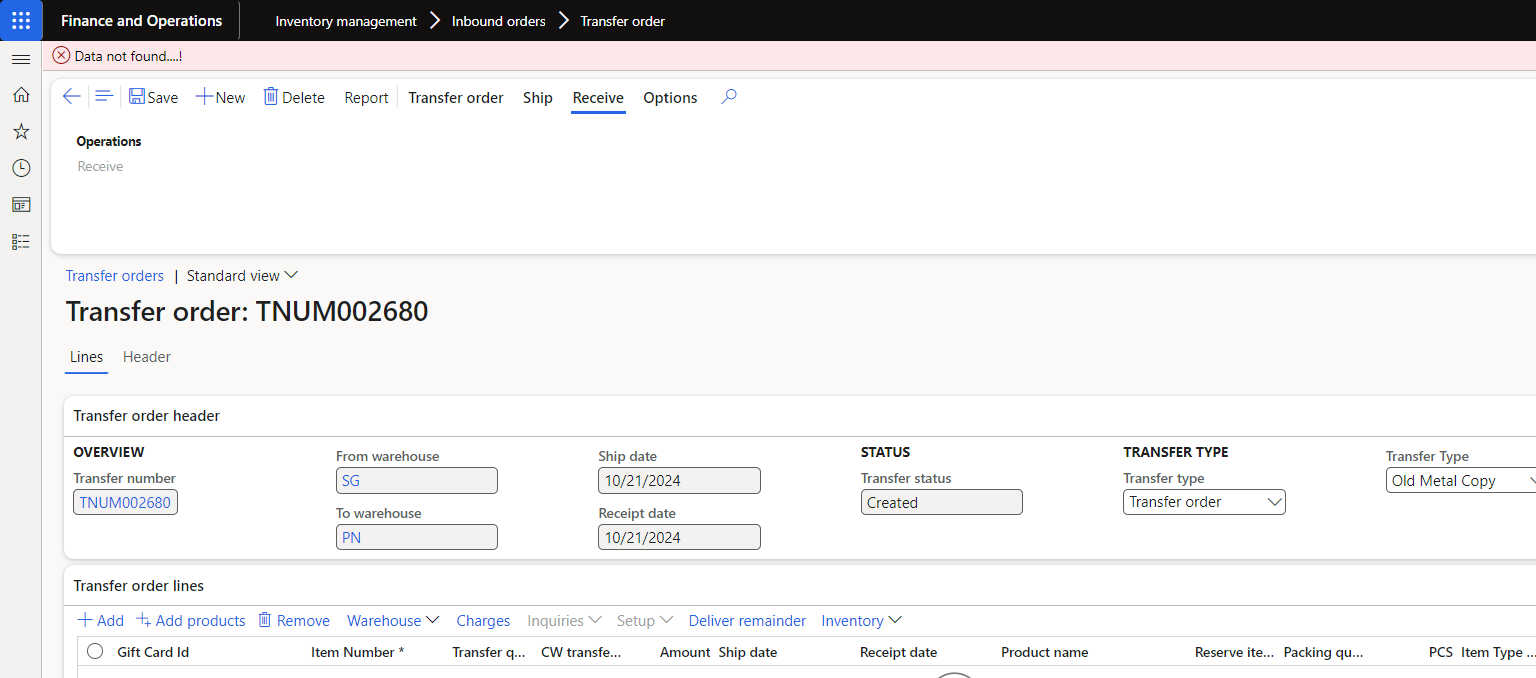 Finance and Operations Inventory management Inbound orders Transfer order
Data not found....!
Save New Delete Report Transfer order Ship Receive Options
Operations
Receive
Transfer orders | Standard view
Transfer order: TNUM002680
Lines Header
Transfer order header
OVERVIEW
Transfer number
TNUM002680
From warehouse
SG
To warehouse
PN
Ship date
10/21/2024
Receipt date
10/21/2024
STATUS
Transfer status
Created
TRANSFER TYPE
Transfer type
Transfer order
Transfer Type
Old Metal Copy
Transfer order lines
Add Add products Remove Warehouse Charges Inquiries Setup Deliver remainder Inventory
Gift Card Id Item Number * Transfer q... CW transfe... Amount Ship date Receipt date Product name Reserve ite... Packing qu... PCS Item Type ...